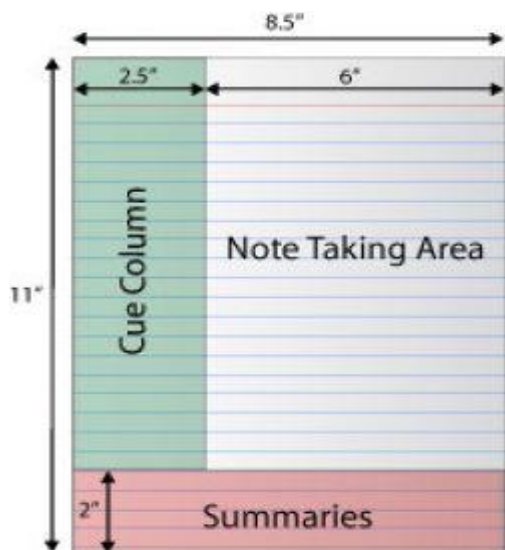 8.5"
2.5" 6"
Cue Column
Note Taking Area
11"
2"
Summaries